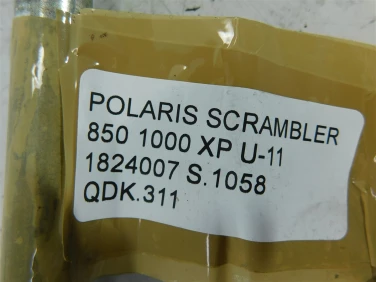 POLARIS SCRAMBLER
850 1000 XP U-11
1824007 S.1058
QDK.311